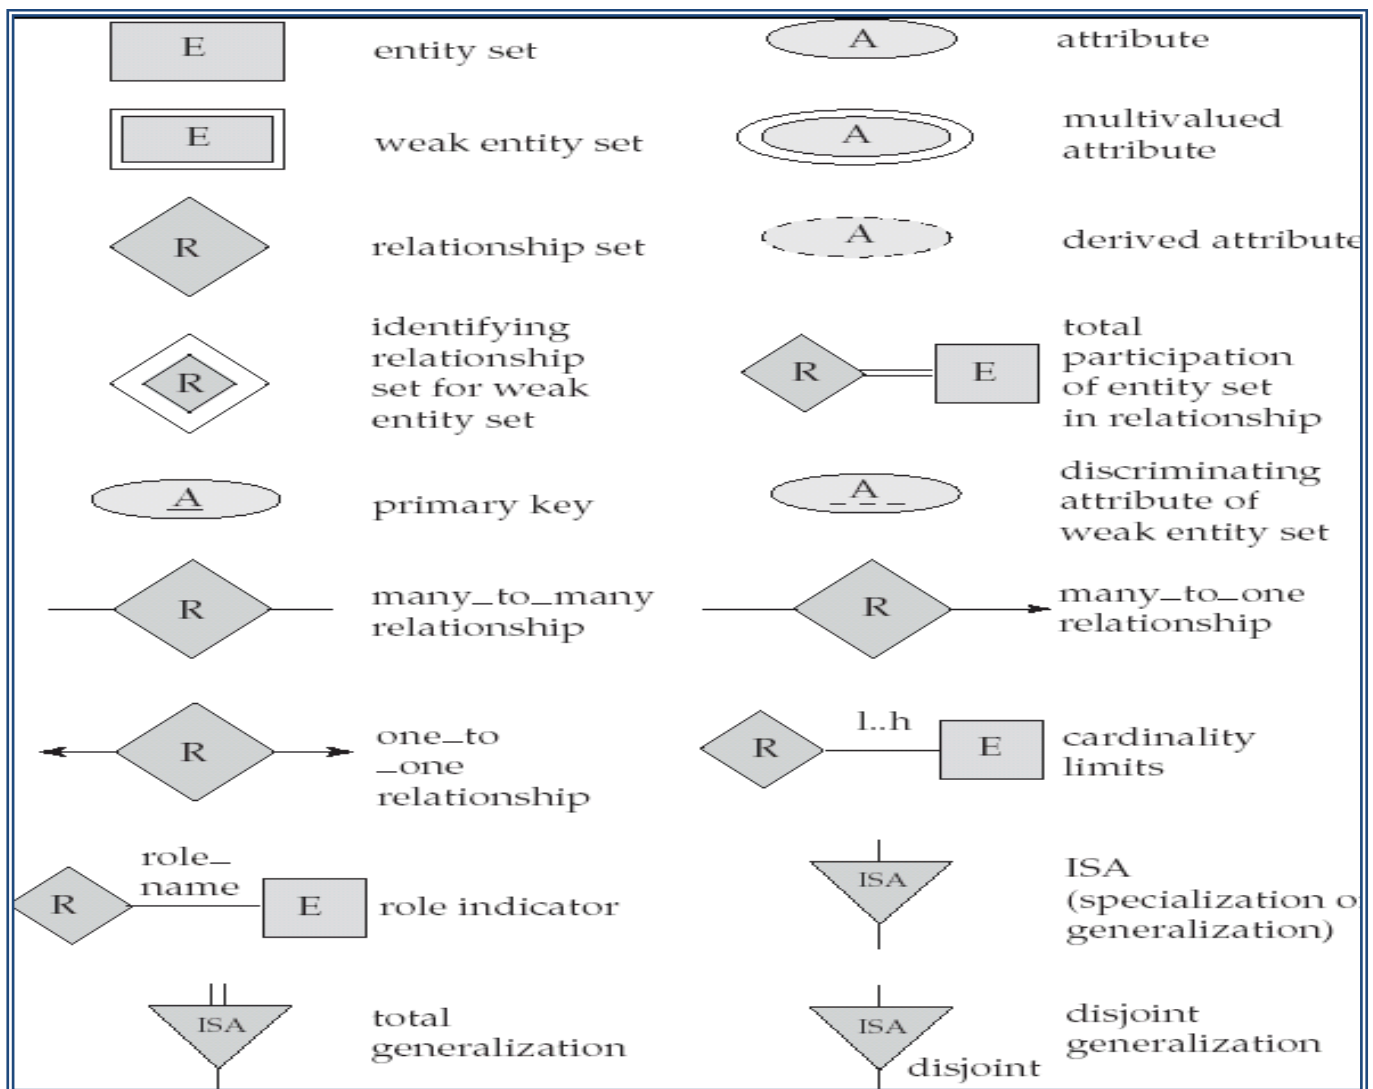 E entity set
A attribute
E weak entity set
A multivalued
attribute
R relationship set
A derived attribute
R identifying
relationship
set for weak
entity set
R E total
participation
of entity set
in relationship
A primary key
A discriminating
attribute of
weak entity set
R many_to_many
relationship
R many_to_one
relationship
R one_to
_one
relationship
R l..h E cardinality
limits
R role_
name E role indicator
ISA ISA
(specialization o
generalization)
ISA total
generalization
ISA disjoint disjoint
generalization